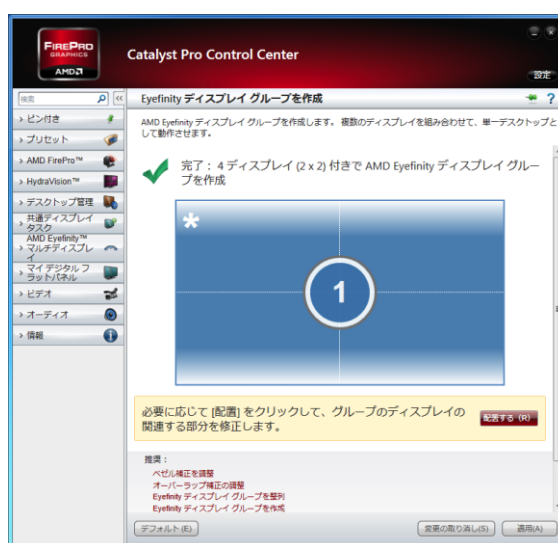 FIREPRO
GRAPHICS
AMD
Catalyst Pro Control Center
設定
検索
Eyefinity ディスプレイ グループを作成
?
AMD Eyefinity ディスプレイ グループを作成します。 複数のディスプレイを組み合わせて、単一デスクトップと
して動作させます。
ピン付き
プリセット
AMD FirePro™
HydraVision™
デスクトップ管理
共通ディスプレイ
タスク
AMD Eyefinity™
マルチディスプレ
イ
マイ デジタル フ
ラットパネル
ビデオ
オーディオ
情報
完了： 4 ディスプレイ (2 x 2) 付きで AMD Eyefinity ディスプレイ グルー
プを作成
*
1
必要に応じて [配置] をクリックして、グループのディスプレイの
関連する部分を修正します。
配置する (R)
推奨：
ベゼル補正を調整
オーバーラップ補正の調整
Eyefinity ディスプレイ グループを整列
Eyefinity ディスプレイ グループを作成
デフォルト(E)
変更の取り消し(S)
適用(A)